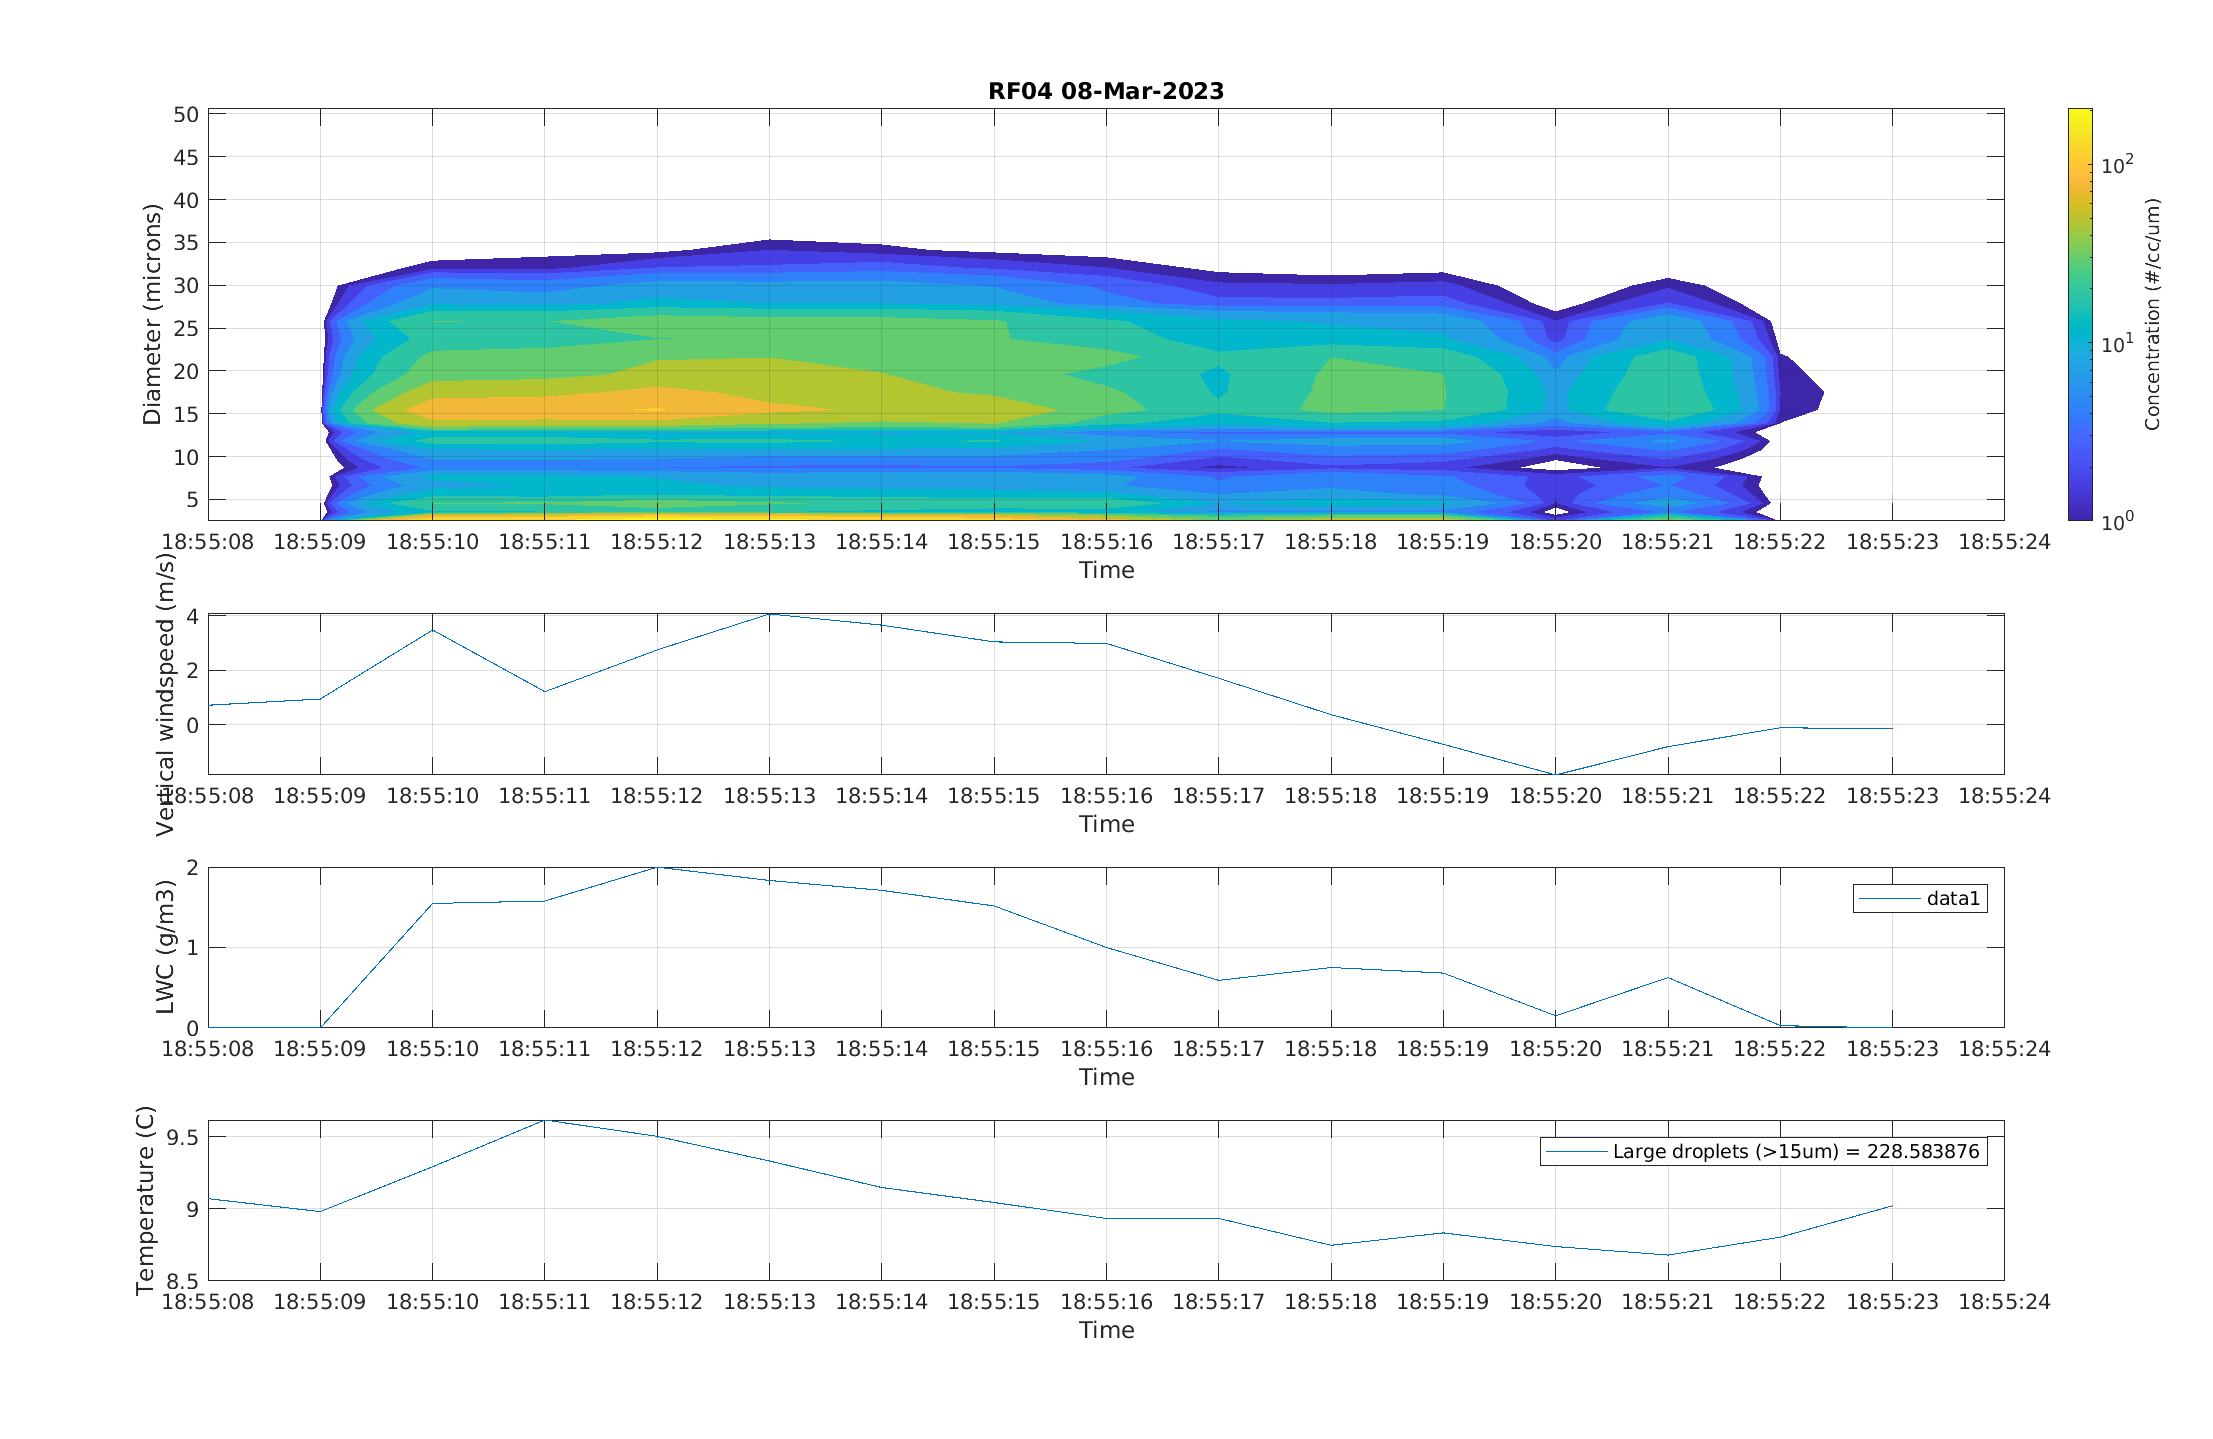 RF04 08-Mar-2023
50
45
40
35
30
25
20
15
10
5
Diameter (microns)
18:55:08 18:55:09 18:55:10 18:55:11 18:55:12 18:55:13 18:55:14 18:55:15 18:55:16 18:55:17 18:55:18 18:55:19 18:55:20 18:55:21 18:55:22 18:55:23 18:55:24
Time
10²
10¹
10⁰
Concentration (#/cc/um)
4
2
0
Vertical windspeed (m/s)
18:55:08 18:55:09 18:55:10 18:55:11 18:55:12 18:55:13 18:55:14 18:55:15 18:55:16 18:55:17 18:55:18 18:55:19 18:55:20 18:55:21 18:55:22 18:55:23 18:55:24
Time
2
1
0
LWC (g/m3)
data1
18:55:08 18:55:09 18:55:10 18:55:11 18:55:12 18:55:13 18:55:14 18:55:15 18:55:16 18:55:17 18:55:18 18:55:19 18:55:20 18:55:21 18:55:22 18:55:23 18:55:24
Time
9.5
9
8.5
Temperature (C)
Large droplets (>15um) = 228.583876
18:55:08 18:55:09 18:55:10 18:55:11 18:55:12 18:55:13 18:55:14 18:55:15 18:55:16 18:55:17 18:55:18 18:55:19 18:55:20 18:55:21 18:55:22 18:55:23 18:55:24
Time